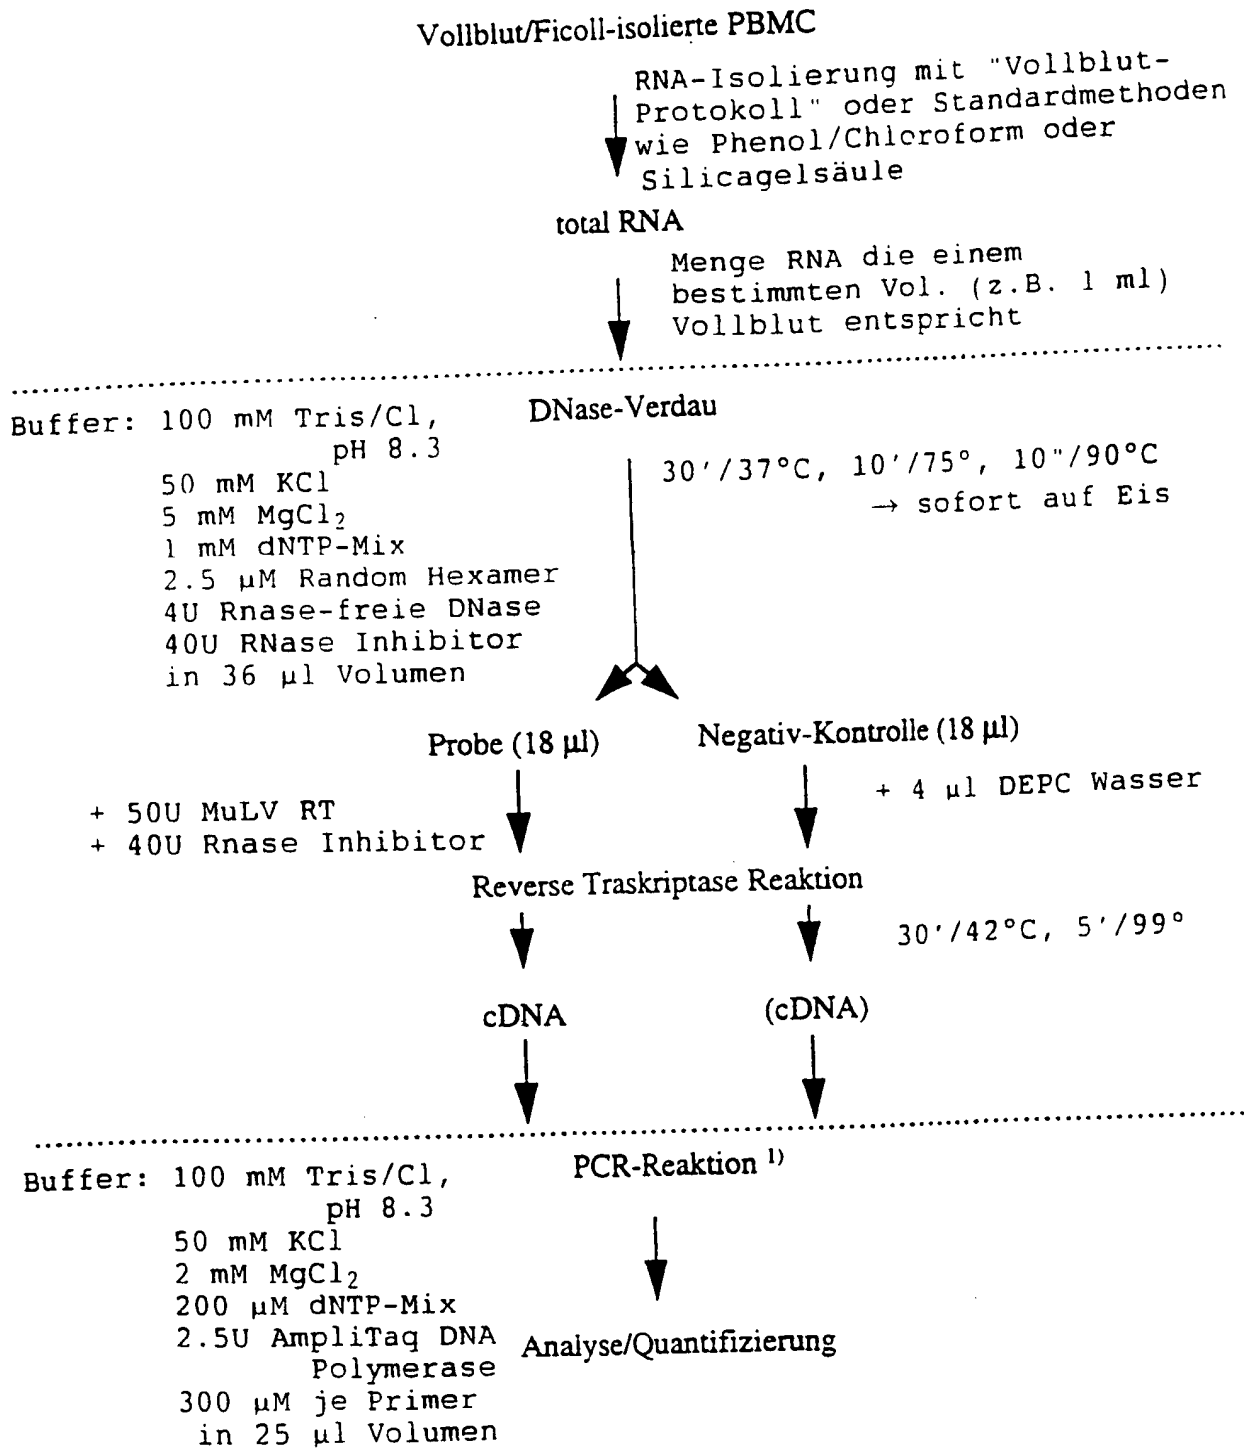 Vollblut/Ficoll-isolierte PBMC
RNA-Isolierung mit "Vollblut-
Protokoll" oder Standardmethoden
wie Phenol/Chloroform oder
Silicagelsäule
total RNA
Menge RNA die einem
bestimmten Vol. (z.B. 1 ml)
Vollblut entspricht
DNase-Verdau
Buffer: 100 mM Tris/Cl,
pH 8.3
50 mM KCl
5 mM MgCl₂
1 mM dNTP-Mix
2.5 µM Random Hexamer
4U Rnase-freie DNase
40U RNase Inhibitor
in 36 µl Volumen
30'/37°C, 10'/75°, 10"/90°C
→ sofort auf Eis
Probe (18 µl)
Negativ-Kontrolle (18 µl)
+ 50U MuLV RT
+ 40U Rnase Inhibitor
+ 4 µl DEPC Wasser
Reverse Traskriptase Reaktion
30'/42°C, 5'/99°
cDNA
(cDNA)
PCR-Reaktion ¹⁾
Buffer: 100 mM Tris/Cl,
pH 8.3
50 mM KCl
2 mM MgCl₂
200 µM dNTP-Mix
2.5U AmpliTaq DNA
Polymerase
300 µM je Primer
in 25 µl Volumen
Analyse/Quantifizierung